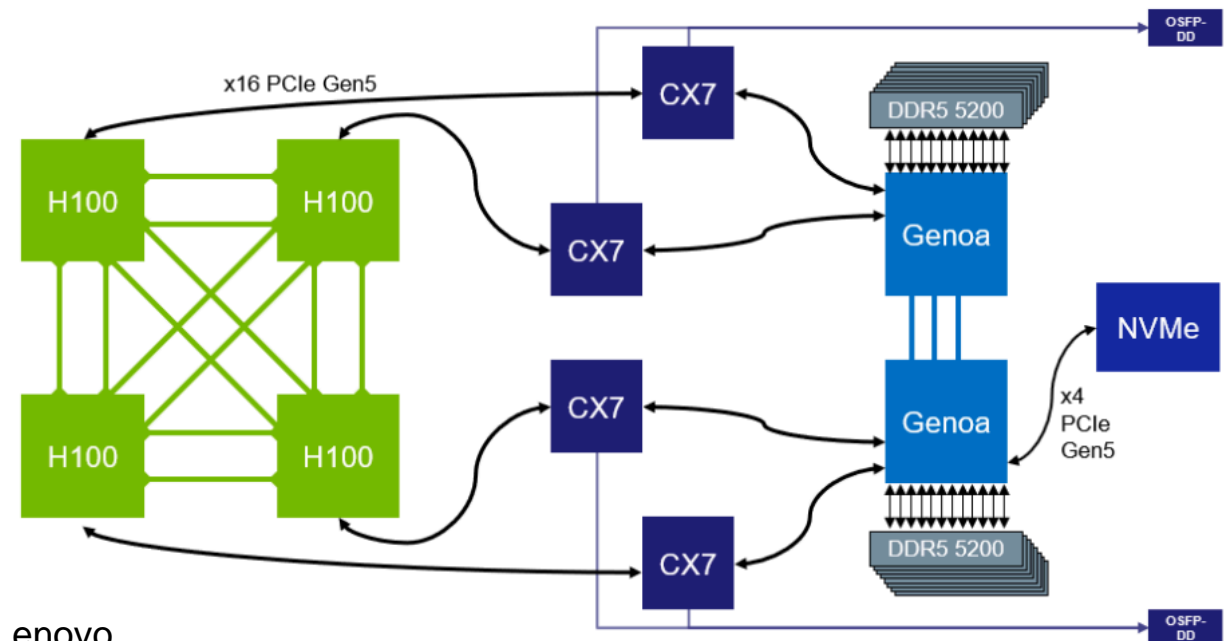 OSFP-
DD
x16 PCIe Gen5
CX7
DDR5 5200
H100
H100
CX7
Genoa
NVMe
CX7
x4
PCIe
Gen5
Genoa
H100
H100
CX7
DDR5 5200
enovo
OSFP-
DD